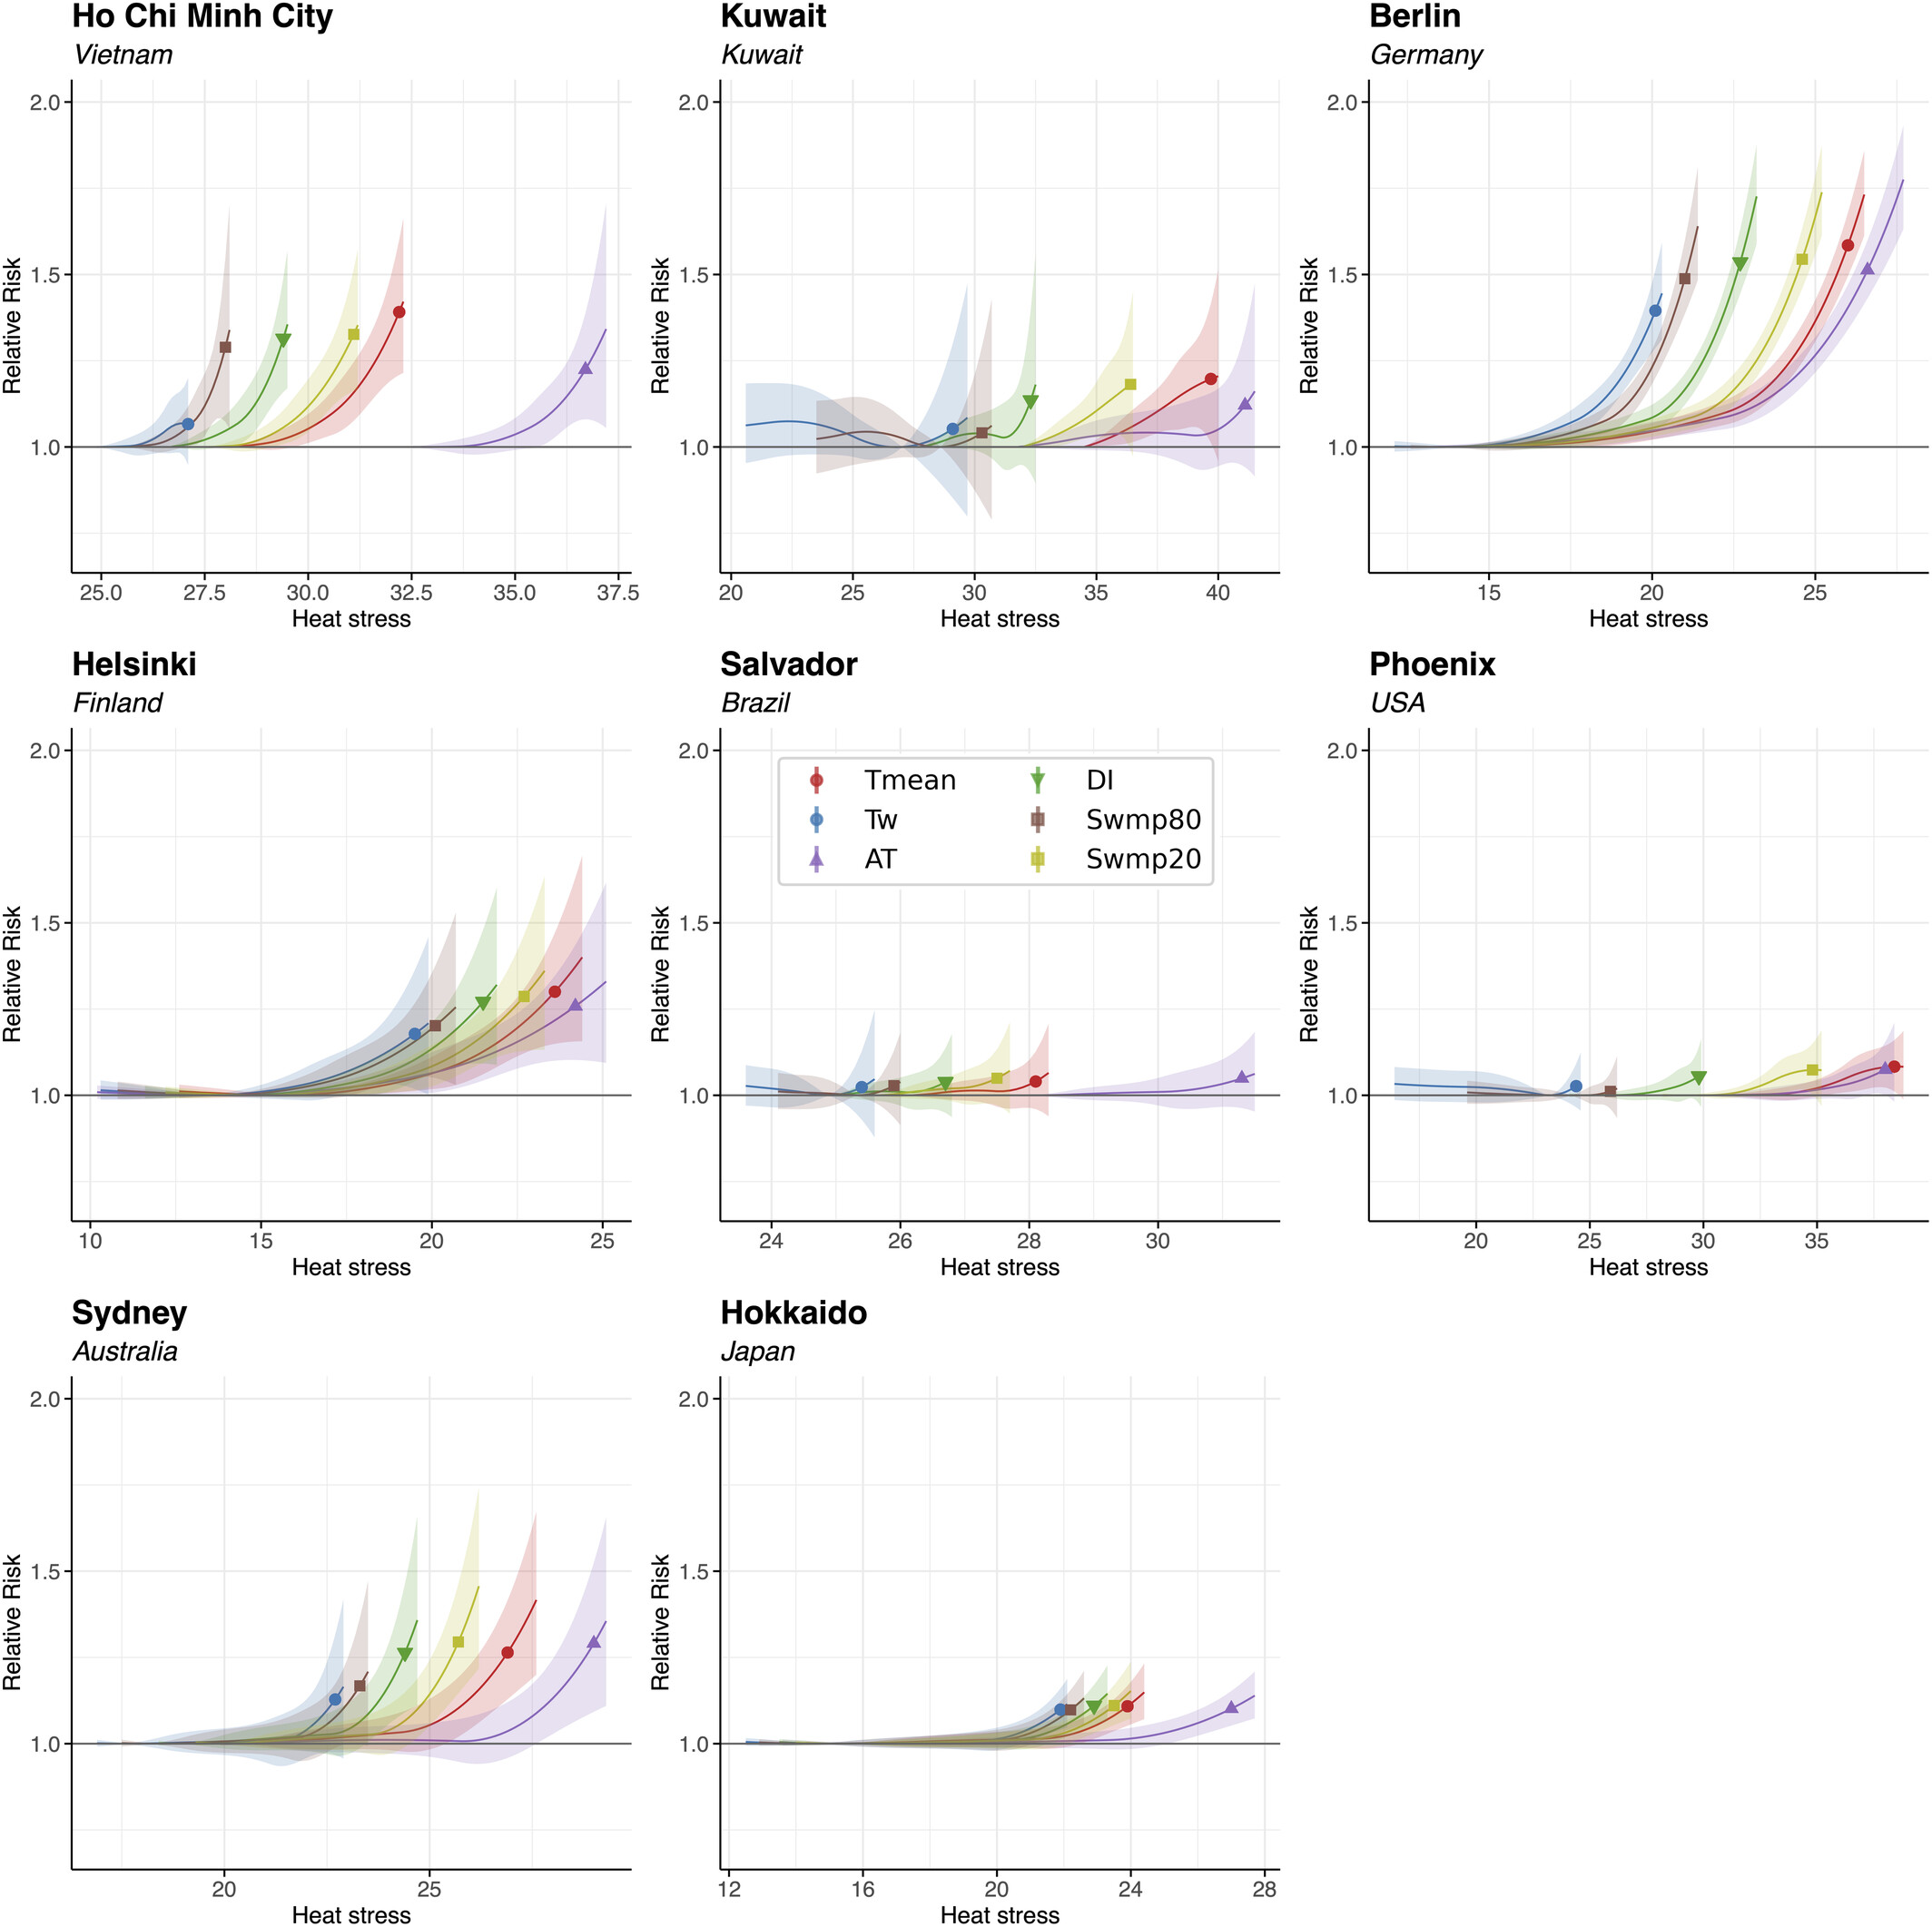 Ho Chi Minh City
Vietnam
Relative Risk
2.0
1.5
1.0
25.0 27.5 30.0 32.5 35.0 37.5
Heat stress
Kuwait
Kuwait
Relative Risk
2.0
1.5
1.0
20 25 30 35 40
Heat stress
Berlin
Germany
Relative Risk
2.0
1.5
1.0
15 20 25
Heat stress
Helsinki
Finland
Relative Risk
2.0
1.5
1.0
10 15 20 25
Heat stress
Salvador
Brazil
Relative Risk
2.0
1.5
1.0
Tmean DI
Tw Swmp80
AT Swmp20
24 26 28 30
Heat stress
Phoenix
USA
Relative Risk
2.0
1.5
1.0
20 25 30 35
Heat stress
Sydney
Australia
Relative Risk
2.0
1.5
1.0
20 25
Heat stress
Hokkaido
Japan
Relative Risk
2.0
1.5
1.0
12 16 20 24 28
Heat stress